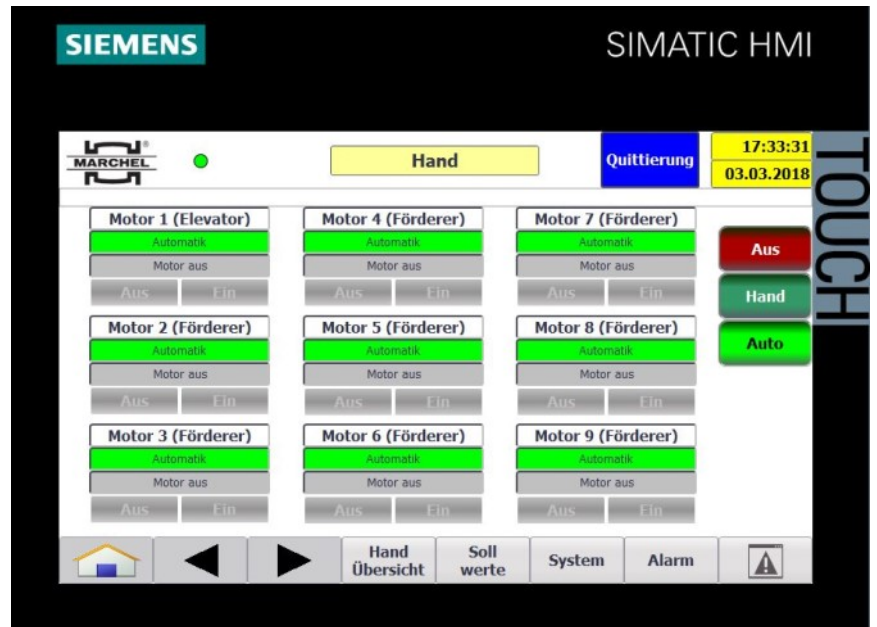 SIEMENS
SIMATIC HMI
TOUCH
MARCHEL
Hand
Quittierung
17:33:31
03.03.2018
Motor 1 (Elevator)
Automatik
Motor aus
Aus Ein
Motor 4 (Förderer)
Automatik
Motor aus
Aus Ein
Motor 7 (Förderer)
Automatik
Motor aus
Aus Ein
Motor 2 (Förderer)
Automatik
Motor aus
Aus Ein
Motor 5 (Förderer)
Automatik
Motor aus
Aus Ein
Motor 8 (Förderer)
Automatik
Motor aus
Aus Ein
Motor 3 (Förderer)
Automatik
Motor aus
Aus Ein
Motor 6 (Förderer)
Automatik
Motor aus
Aus Ein
Motor 9 (Förderer)
Automatik
Motor aus
Aus Ein
Aus
Hand
Auto
Hand
Übersicht
Soll
werte
System
Alarm